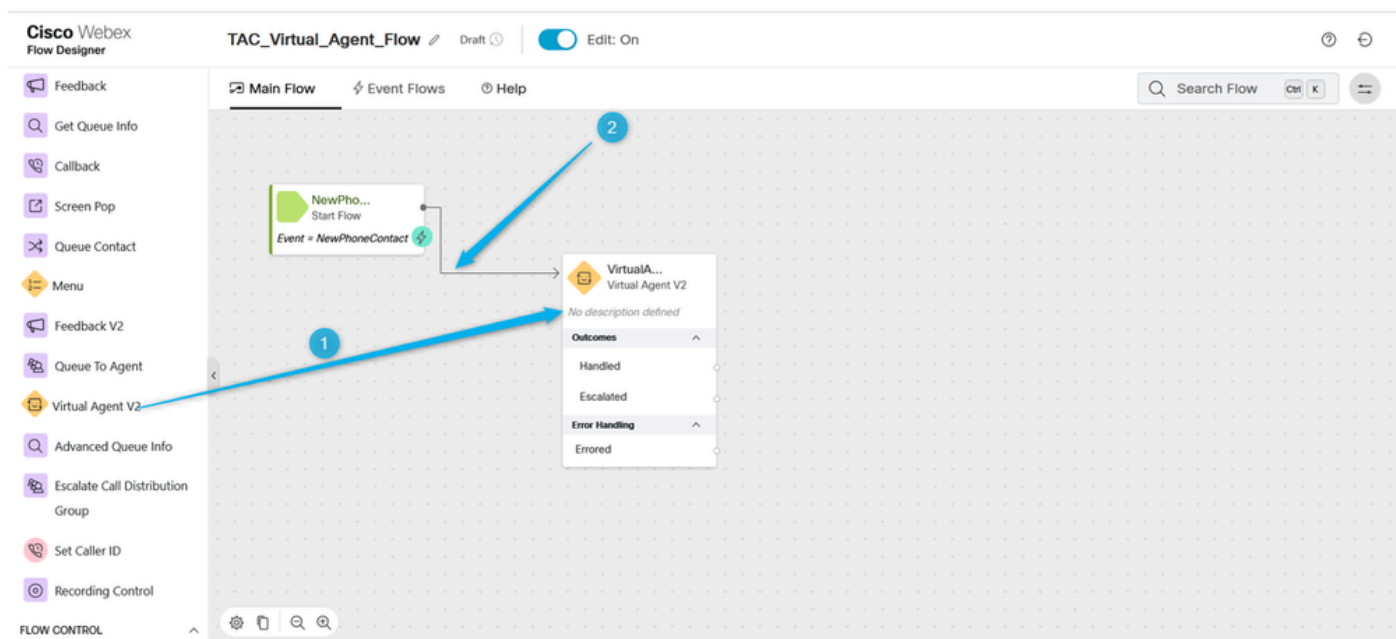 Cisco Webex
Flow Designer
TAC_Virtual_Agent_Flow
Draft
Edit: On
Feedback
Get Queue Info
Callback
Screen Pop
Queue Contact
Menu
Feedback V2
Queue To Agent
Virtual Agent V2
Advanced Queue Info
Escalate Call Distribution
Group
Set Caller ID
Recording Control
FLOW CONTROL
Main Flow
Event Flows
Help
Search Flow
Ctrl K
2
NewPho...
Start Flow
Event = NewPhoneContact
1
VirtualA...
Virtual Agent V2
No description defined
Outcomes
Handled
Escalated
Error Handling
Errored